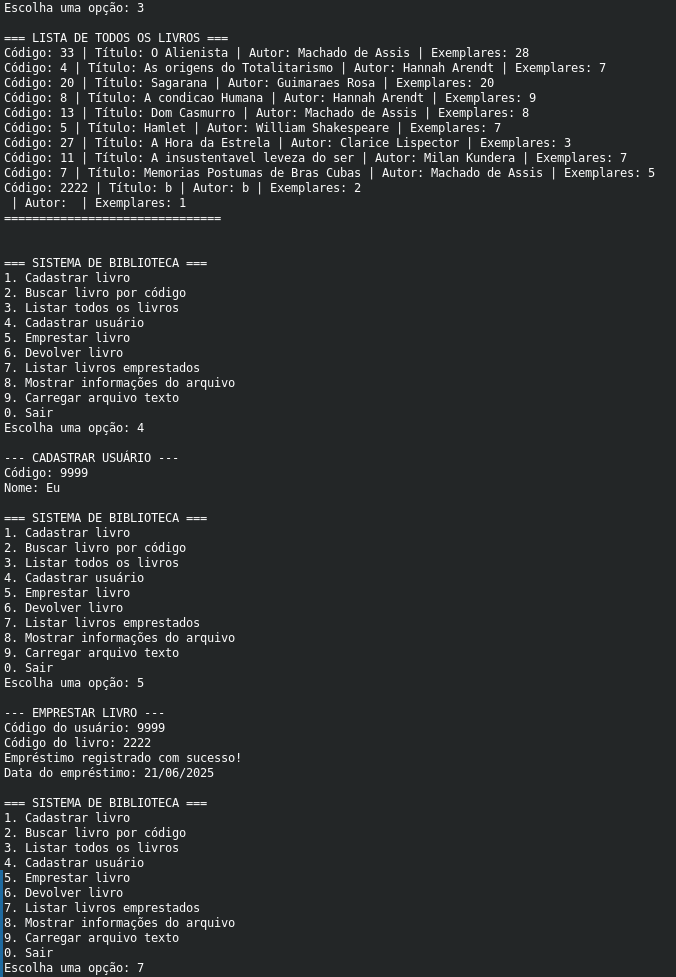 Escolha uma opção: 3
=== LISTA DE TODOS OS LIVROS ===
Código: 33 | Título: O Alienista | Autor: Machado de Assis | Exemplares: 28
Código: 4 | Título: As origens do Totalitarismo | Autor: Hannah Arendt | Exemplares: 7
Código: 20 | Título: Sagarana | Autor: Guimaraes Rosa | Exemplares: 20
Código: 8 | Título: A condicao Humana | Autor: Hannah Arendt | Exemplares: 9
Código: 13 | Título: Dom Casmurro | Autor: Machado de Assis | Exemplares: 8
Código: 5 | Título: Hamlet | Autor: William Shakespeare | Exemplares: 7
Código: 27 | Título: A Hora da Estrela | Autor: Clarice Lispector | Exemplares: 3
Código: 11 | Título: A insustentavel leveza do ser | Autor: Milan Kundera | Exemplares: 7
Código: 7 | Título: Memorias Postumas de Bras Cubas | Autor: Machado de Assis | Exemplares: 5
Código: 2222 | Título: b | Autor: b | Exemplares: 2
 | Autor:  | Exemplares: 1
===============================
=== SISTEMA DE BIBLIOTECA ===
1. Cadastrar livro
2. Buscar livro por código
3. Listar todos os livros
4. Cadastrar usuário
5. Emprestar livro
6. Devolver livro
7. Listar livros emprestados
8. Mostrar informações do arquivo
9. Carregar arquivo texto
0. Sair
Escolha uma opção: 4
--- CADASTRAR USUÁRIO ---
Código: 9999
Nome: Eu
=== SISTEMA DE BIBLIOTECA ===
1. Cadastrar livro
2. Buscar livro por código
3. Listar todos os livros
4. Cadastrar usuário
5. Emprestar livro
6. Devolver livro
7. Listar livros emprestados
8. Mostrar informações do arquivo
9. Carregar arquivo texto
0. Sair
Escolha uma opção: 5
--- EMPRESTAR LIVRO ---
Código do usuário: 9999
Código do livro: 2222
Empréstimo registrado com sucesso!
Data do empréstimo: 21/06/2025
=== SISTEMA DE BIBLIOTECA ===
1. Cadastrar livro
2. Buscar livro por código
3. Listar todos os livros
4. Cadastrar usuário
5. Emprestar livro
6. Devolver livro
7. Listar livros emprestados
8. Mostrar informações do arquivo
9. Carregar arquivo texto
0. Sair
Escolha uma opção: 7